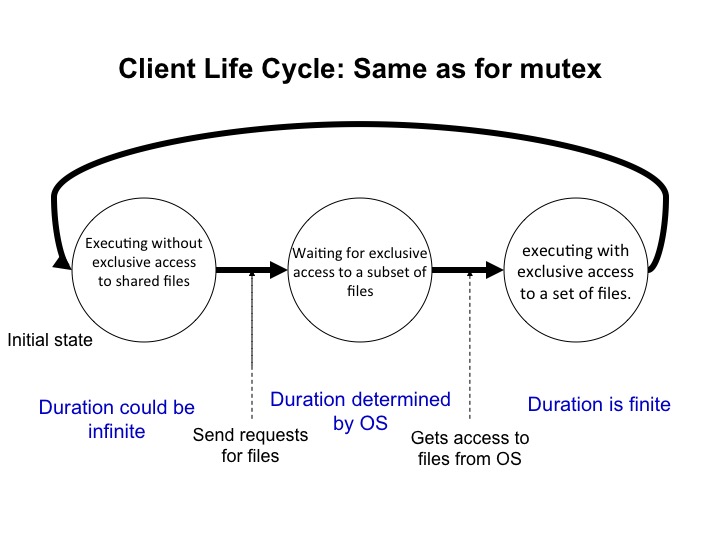 Client Life Cycle: Same as for mutex
Executing without
exclusive access
to shared files
Waiting for exclusive
access to a subset of
files
executing with
exclusive access
to a set of files.
Initial state
Duration could be
infinite
Send requests
for files
Duration determined
by OS
Gets access to
files from OS
Duration is finite